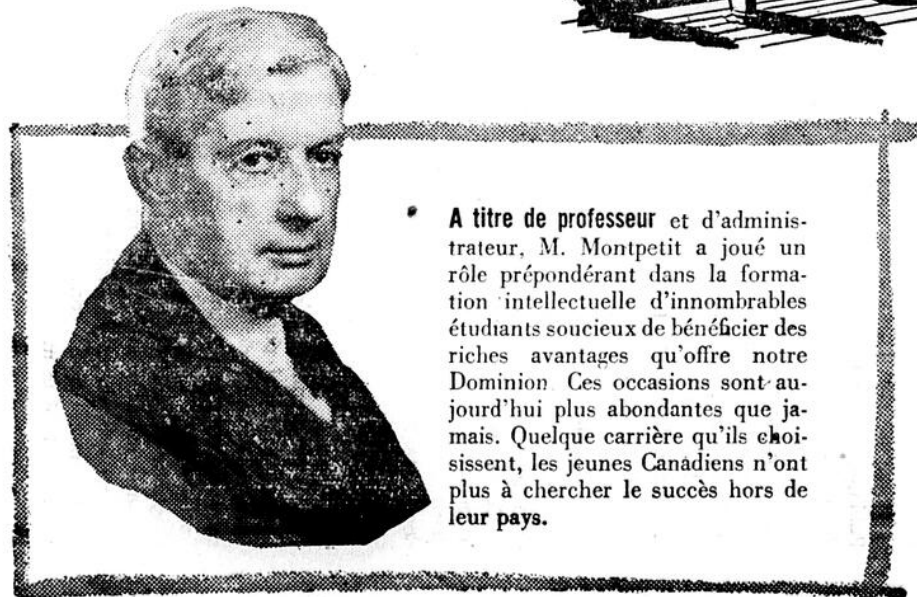 A titre de professeur et d'adminis-
trateur, M. Montpetit a joué un
rôle prépondérant dans la forma-
tion intellectuelle d'innombrables
étudiants soucieux de bénéficier des
riches avantages qu'offre notre
Dominion Ces occasions sont au-
jourd'hui plus abondantes que ja-
mais. Quelque carrière qu'ils choi-
sissent, les jeunes Canadiens n'ont
plus à chercher le succès hors de
leur pays.